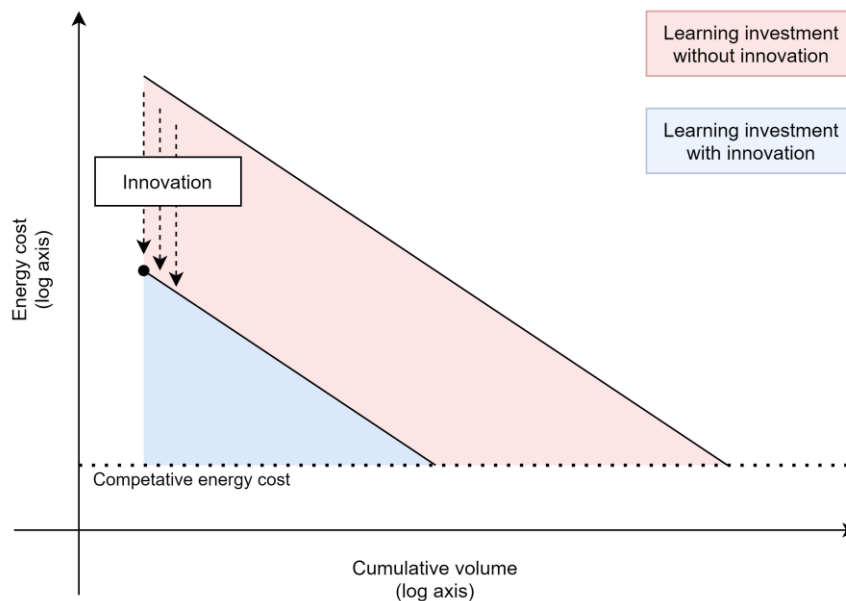 Learning investment
without innovation
Learning investment
with innovation
Innovation
Energy cost
(log axis)
Competative energy cost
Cumulative volume
(log axis)